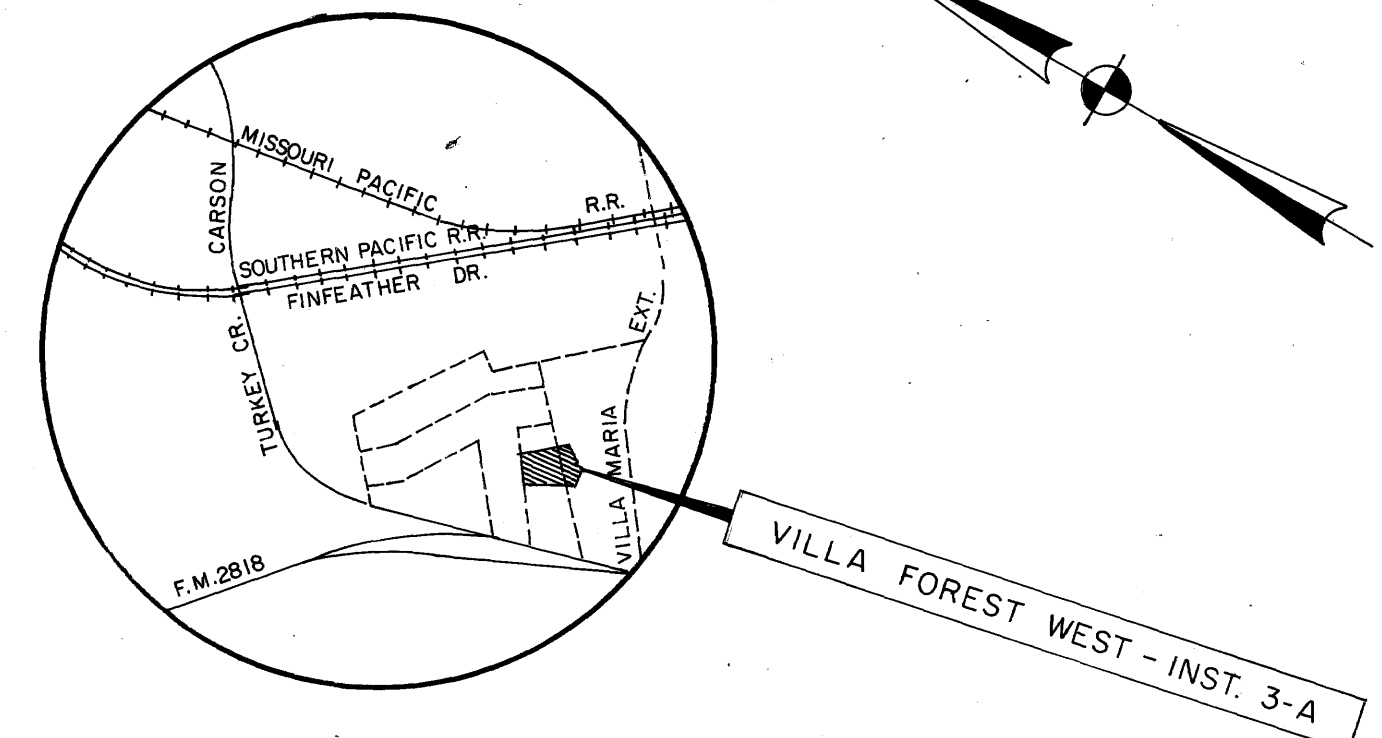 MISSOURI PACIFIC R.R.
CARSON
SOUTHERN PACIFIC R.R.
FINFEATHER DR.
TURKEY CR.
VILLA MARIA EXT.
F.M.2818
VILLA FOREST WEST - INST. 3-A